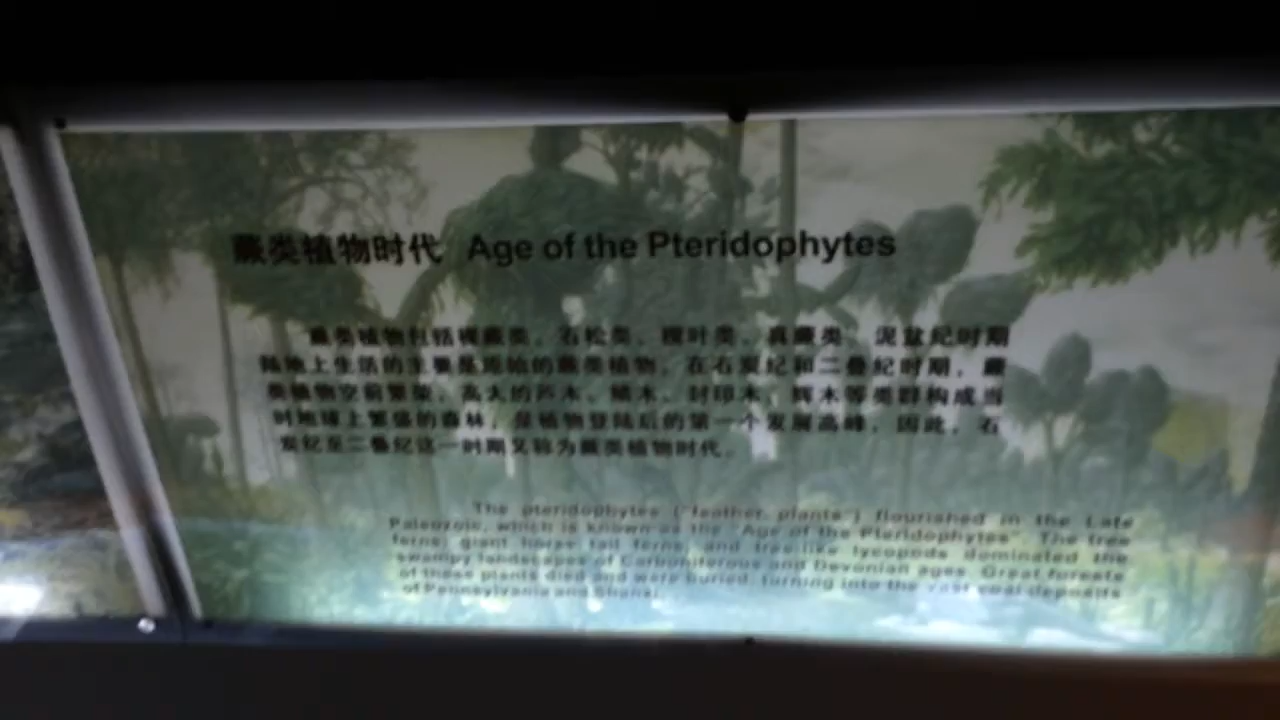 蕨类植物时代 Age of the Pteridophytes
蕨类植物包括裸蕨类、石松类、楔叶类、真蕨类。泥盆纪时期
陆地上生活的主要是原始的蕨类植物。在石炭纪和二叠纪时期，蕨
类植物空前繁荣，高大的芦木、鳞木、封印木、辉木等类群构成当
时地球上繁盛的森林，是植物登陆后的第一个发展高峰。因此，石
炭纪至二叠纪这一时期又称为蕨类植物时代。
The pteridophytes ("feather plants") flourished in the Late
Paleozoic, which is known as the "Age of the Pteridophytes". The tree
ferns, giant horse tail ferns, and tree-like lycopods dominated the
swampy landscapes of Carboniferous and Devonian ages. Great forests
of these plants died and were buried, turning into the vast coal deposits
of Pennsylvania and Shanxi.